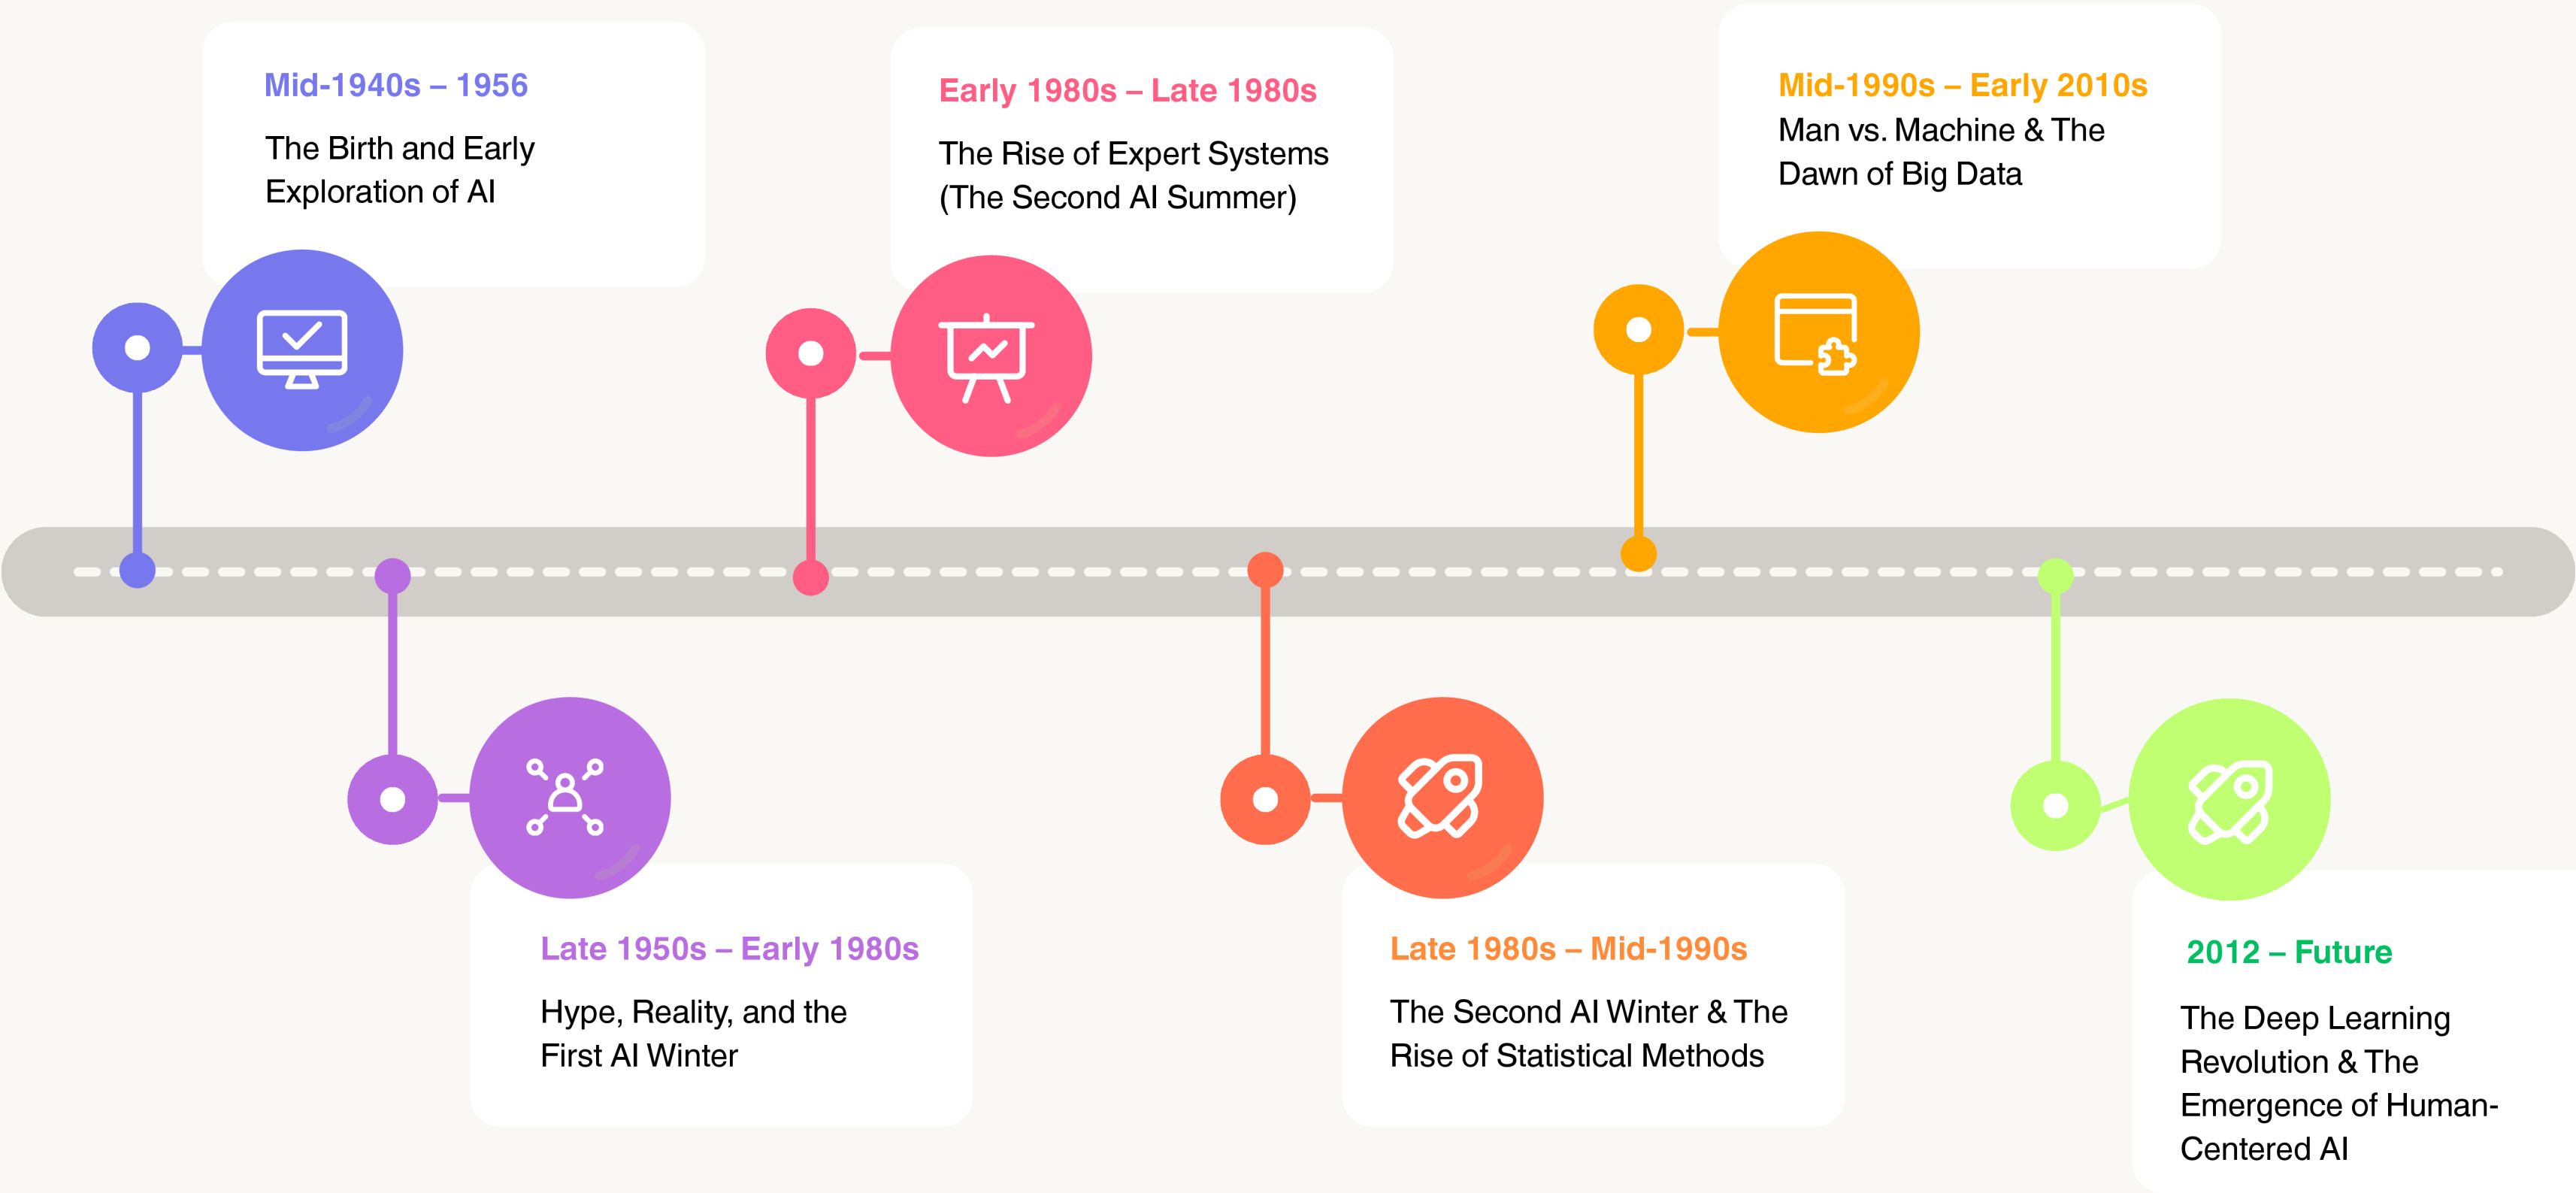 Mid-1940s – 1956
The Birth and Early
Exploration of AI
Late 1950s – Early 1980s
Hype, Reality, and the
First AI Winter
Early 1980s – Late 1980s
The Rise of Expert Systems
(The Second AI Summer)
Late 1980s – Mid-1990s
The Second AI Winter & The
Rise of Statistical Methods
Mid-1990s – Early 2010s
Man vs. Machine & The
Dawn of Big Data
2012 – Future
The Deep Learning
Revolution & The
Emergence of Human-
Centered AI